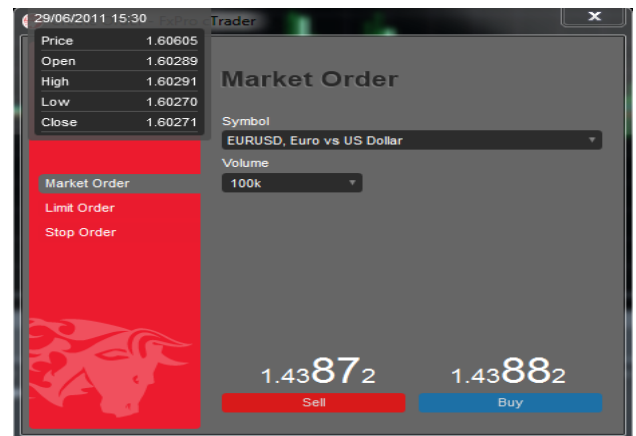 29/06/2011 15:30
FxPro cTrader
x
Price 1.60605
Open 1.60289
High 1.60291
Low 1.60270
Close 1.60271
Market Order
Symbol
EURUSD, Euro vs US Dollar
Volume
100k
Market Order
Limit Order
Stop Order
1.43872 1.43882
Sell Buy